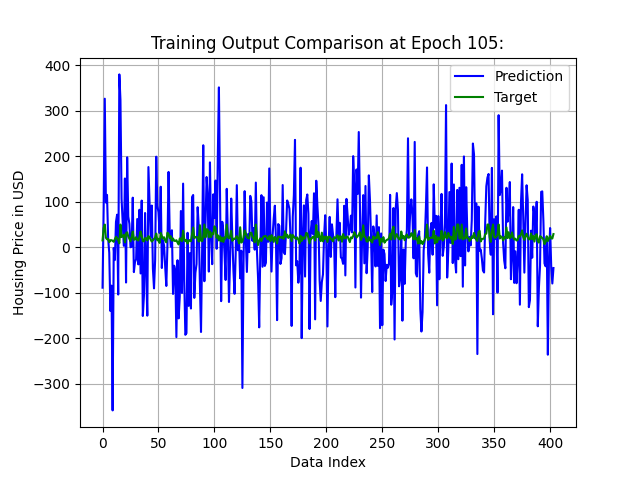 Training Output Comparison at Epoch 105:
Prediction
Target
Housing Price in USD
400
300
200
100
0
−100
−200
−300
0 50 100 150 200 250 300 350 400
Data Index